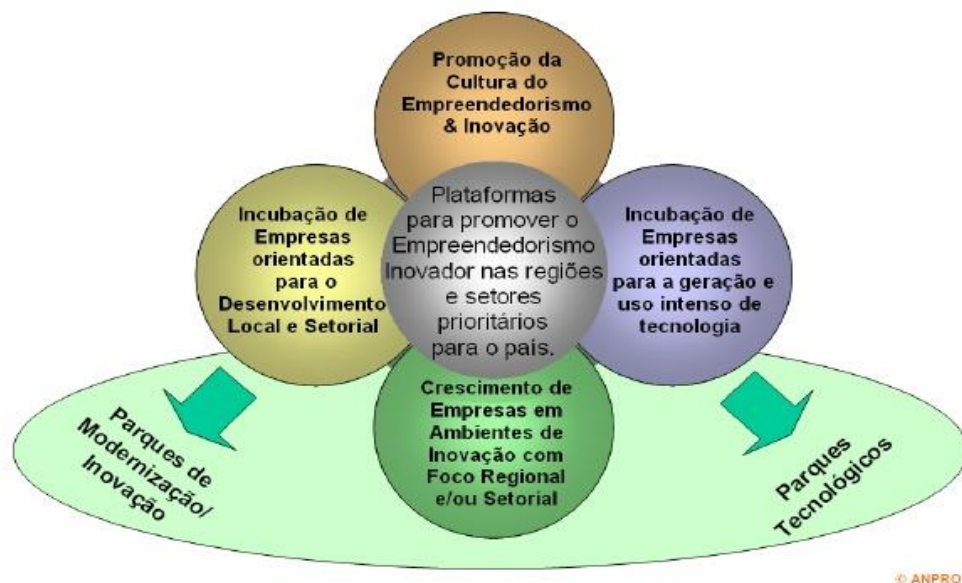 Promoção da
Cultura do
Empreendedorismo
& Inovação
Incubação de
Empresas
orientadas
para o
Desenvolvimento
Local e Setorial
Plataformas
para promover o
Empreendedorismo
Inovador nas regiões
e setores
prioritários
para o país.
Incubação de
Empresas
orientadas
para a geração e
uso intenso de
tecnologia
Crescimento de
Empresas em
Ambientes de
Inovação com
Foco Regional
e/ou Setorial
Parques de
Modernização/
Inovação
Parques
Tecnológicos
© ANPRO